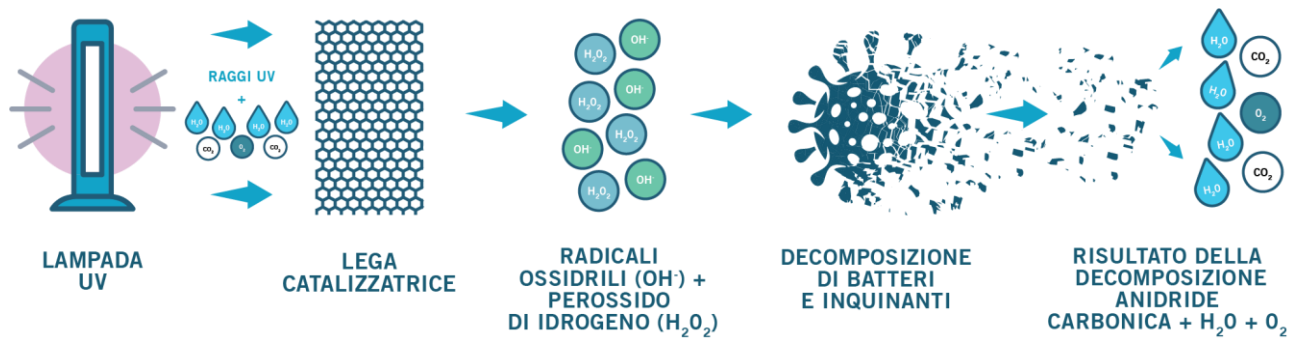 RAGGI UV
+
H₂O H₂O H₂O H₂O
CO₂ O₂ CO₂
H₂O₂ OH⁻
OH⁻
H₂O₂
H₂O₂
OH⁻
OH⁻
H₂O₂
H₂O
CO₂
H₂O
O₂
H₂O
CO₂
H₂O
LAMPADA
UV
LEGA
CATALIZZATRICE
RADICALI
OSSIDRILI (OH⁻) +
PEROSSIDO
DI IDROGENO (H₂O₂)
DECOMPOSIZIONE
DI BATTERI
E INQUINANTI
RISULTATO DELLA
DECOMPOSIZIONE
ANIDRIDE
CARBONICA + H₂O + O₂